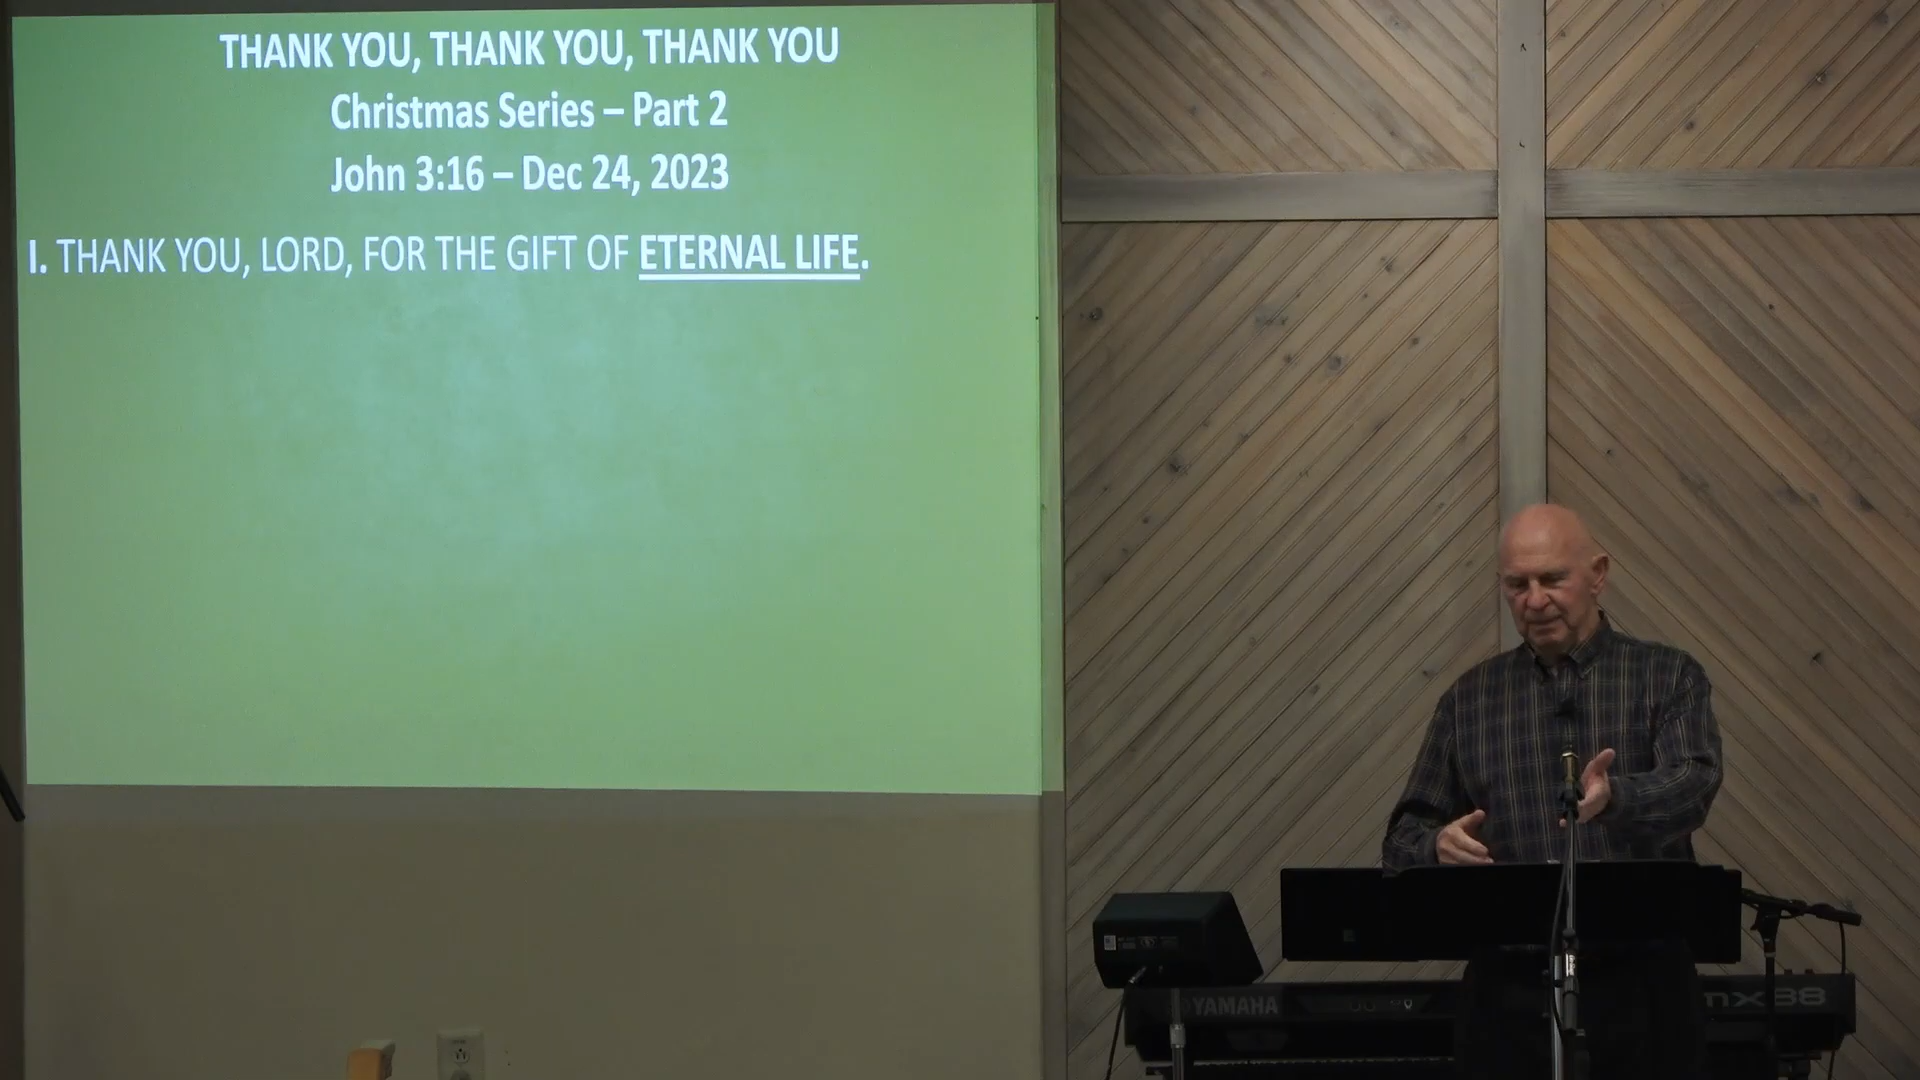 THANK YOU, THANK YOU, THANK YOU
Christmas Series – Part 2
John 3:16 – Dec 24, 2023
I. THANK YOU, LORD, FOR THE GIFT OF ETERNAL LIFE.
YAMAHA
MX88